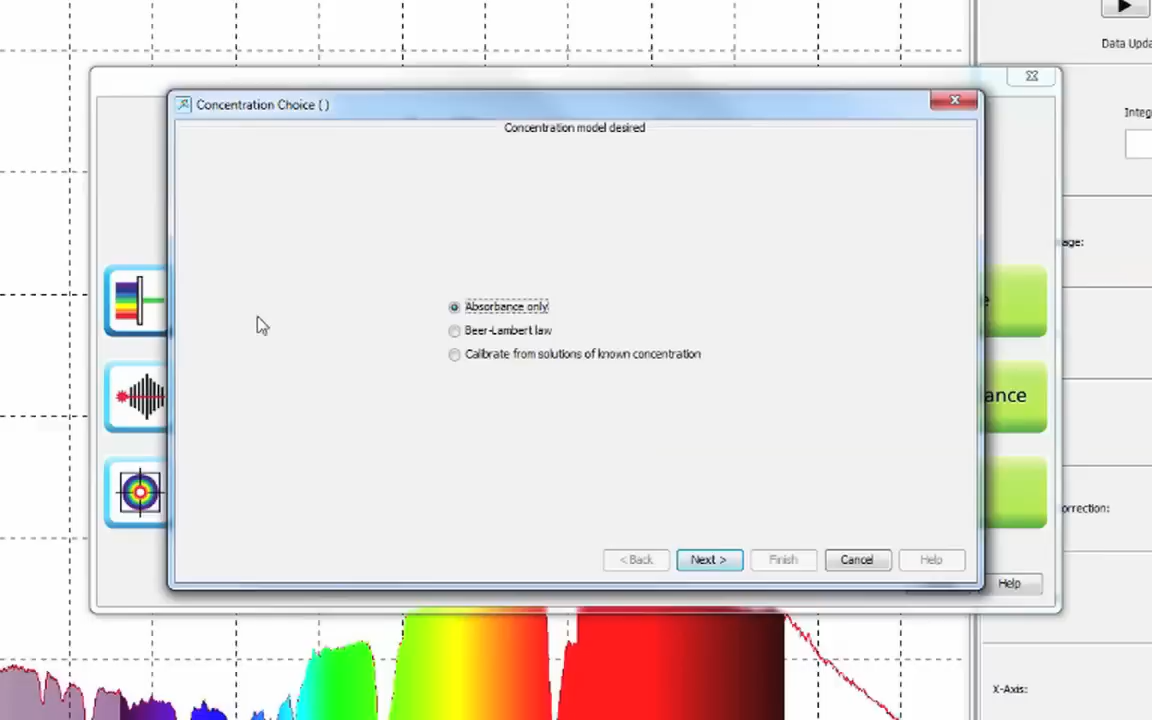 Data Upda
Concentration Choice ( )
Integ
Concentration model desired
age:
Absorbance only
Beer-Lambert law
Calibrate from solutions of known concentration
ance
orrection:
< Back
Next >
Finish
Cancel
Help
Help
X-Axis: